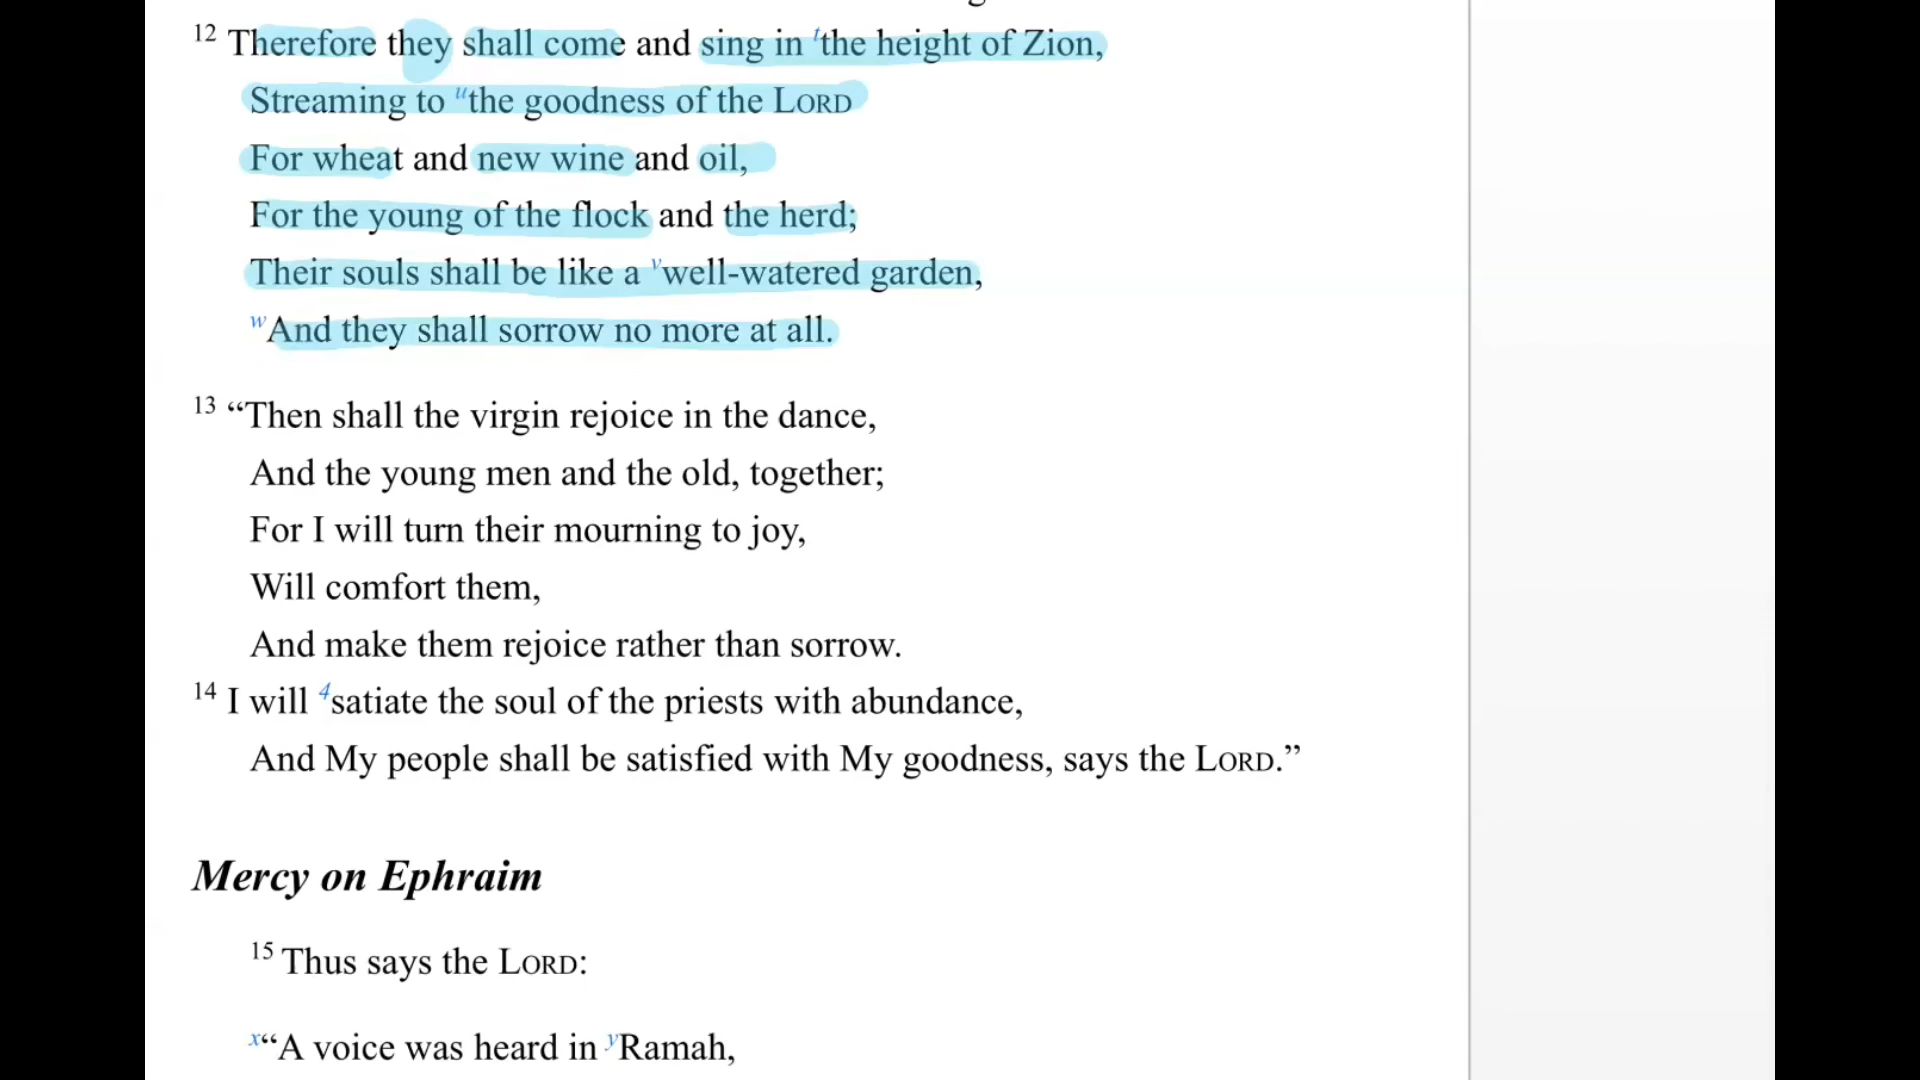 12 Therefore they shall come and sing in t the height of Zion,
Streaming to u the goodness of the LORD
For wheat and new wine and oil,
For the young of the flock and the herd;
Their souls shall be like a v well-watered garden,
w And they shall sorrow no more at all.
13 “Then shall the virgin rejoice in the dance,
And the young men and the old, together;
For I will turn their mourning to joy,
Will comfort them,
And make them rejoice rather than sorrow.
14 I will 4 satiate the soul of the priests with abundance,
And My people shall be satisfied with My goodness, says the LORD.”
Mercy on Ephraim
15 Thus says the LORD:
x “A voice was heard in y Ramah,